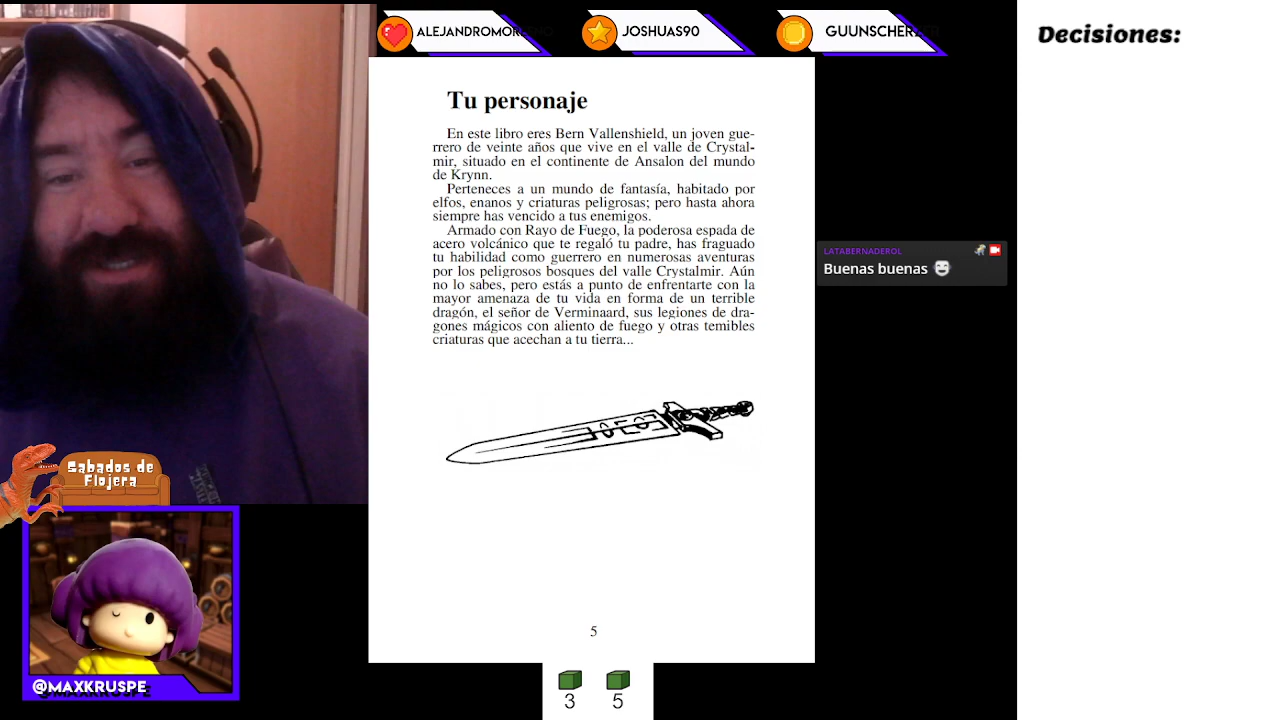 ALEJANDROMORENO
JOSHUAS90
GUUNSCHER
Decisiones:
Tu personaje
En este libro eres Bern Vallenshield, un joven gue-
rrero de veinte años que vive en el valle de Crystal-
mir, situado en el continente de Ansalon del mundo
de Krynn.
Perteneces a un mundo de fantasía, habitado por
elfos, enanos y criaturas peligrosas; pero hasta ahora
siempre has vencido a tus enemigos.
Armado con Rayo de Fuego, la poderosa espada de
acero volcánico que te regaló tu padre, has fraguado
tu habilidad como guerrero en numerosas aventuras
por los peligrosos bosques del valle Crystalmir. Aún
no lo sabes, pero estás a punto de enfrentarte con la
mayor amenaza de tu vida en forma de un terrible
dragón, el señor de Verminaard, sus legiones de dra-
gones mágicos con aliento de fuego y otras temibles
criaturas que acechan a tu tierra...
5
LATABERNADEROL
Buenas buenas
Sabados de
Flojera
@MAXKRUSPE
3 5